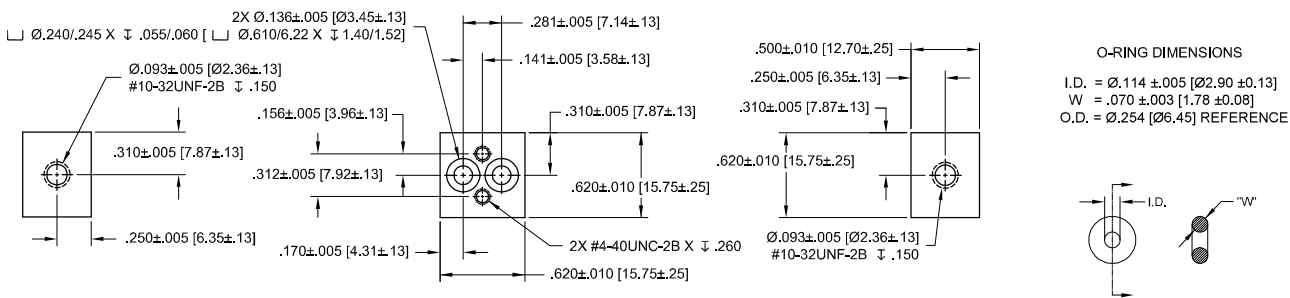 2X Ø.136±.005 [Ø3.45±.13]
⌴ Ø.240/.245 X ↧ .055/.060 [ ⌴ Ø.610/6.22 X ↧ 1.40/1.52]
Ø.093±.005 [Ø2.36±.13]
#10-32UNF-2B ↧ .150
.310±.005 [7.87±.13]
.250±.005 [6.35±.13]
.281±.005 [7.14±.13]
.141±.005 [3.58±.13]
.156±.005 [3.96±.13]
.310±.005 [7.87±.13]
.312±.005 [7.92±.13]
.620±.010 [15.75±.25]
.170±.005 [4.31±.13]
2X #4-40UNC-2B X ↧ .260
.620±.010 [15.75±.25]
.500±.010 [12.70±.25]
.250±.005 [6.35±.13]
.310±.005 [7.87±.13]
.620±.010 [15.75±.25]
Ø.093±.005 [Ø2.36±.13]
#10-32UNF-2B ↧ .150
O-RING DIMENSIONS
I.D. = Ø.114 ±.005 [Ø2.90 ±0.13]
W = .070 ±.003 [1.78 ±0.08]
O.D. = Ø.254 [Ø6.45] REFERENCE
I.D.
"W"